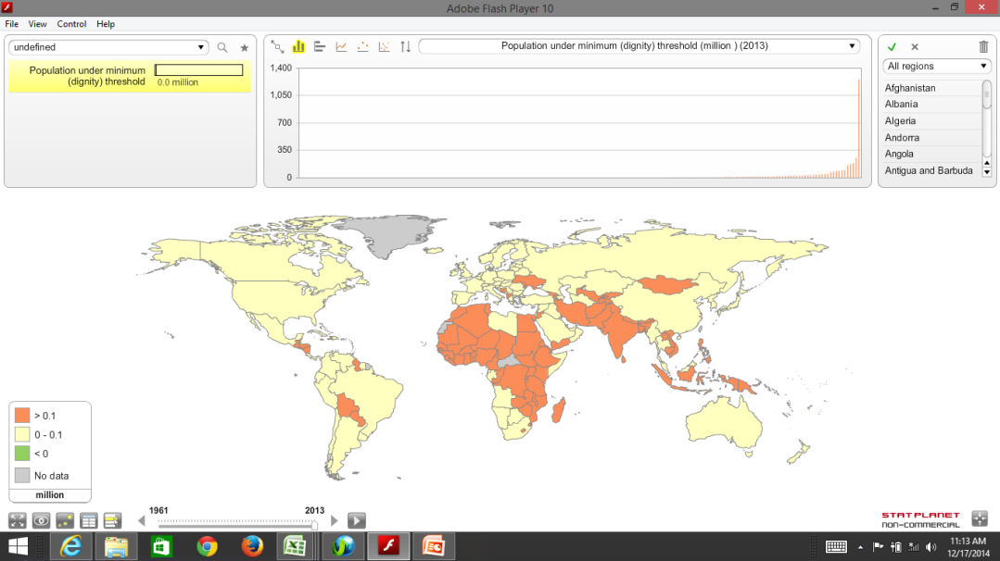 Adobe Flash Player 10
File View Control Help
undefined
Population under minimum (dignity) threshold (million ) (2013)
All regions
Population under minimum
(dignity) threshold
0.0 million
1,400
1,050
700
350
0
Afghanistan
Albania
Algeria
Andorra
Angola
Antigua and Barbuda
> 0.1
0 - 0.1
< 0
No data
million
1961
2013
STATPLANET
NON-COMMERCIAL
11:13 AM
12/17/2014